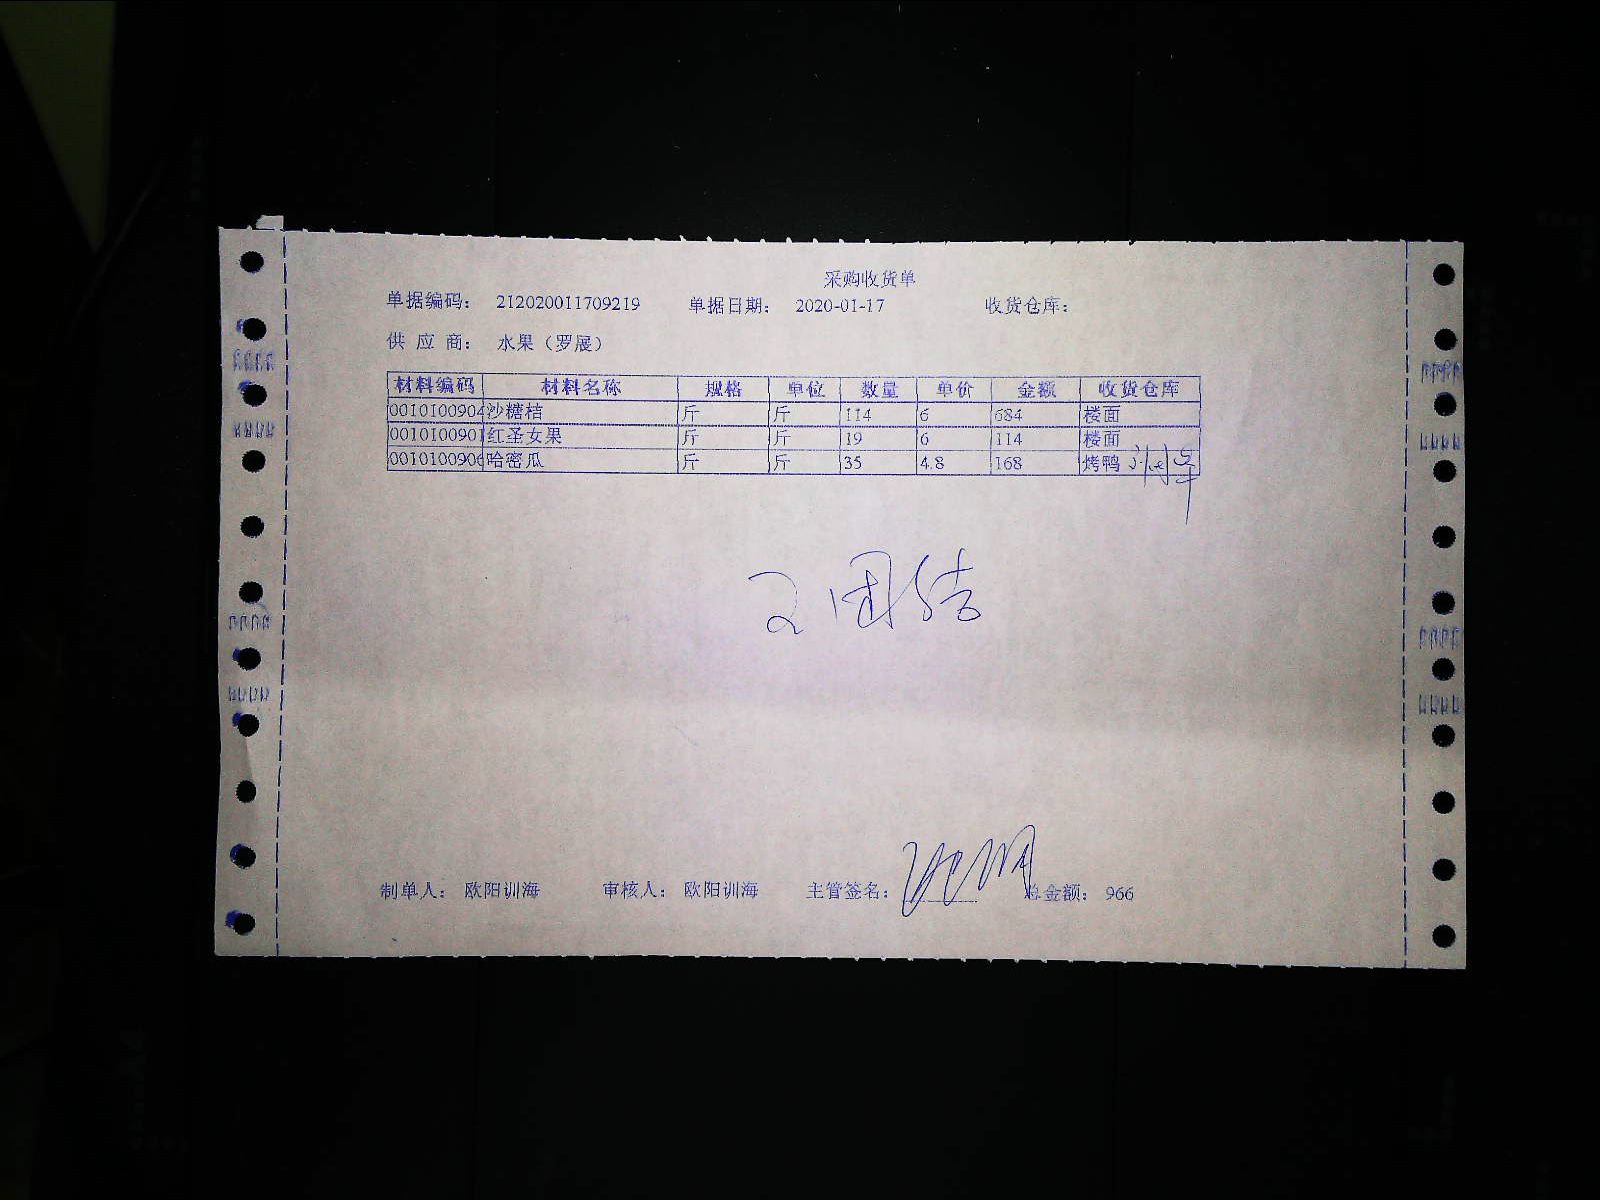 采购收货单
单据编码： 212020011709219 单据日期： 2020-01-17 收货仓库：
供 应 商： 水果（罗展）
材料编码 材料名称 规格 单位 数量 单价 金额 收货仓库
0010100904 沙糖桔 斤 斤 114 6 684 楼面
0010100901 红圣女果 斤 斤 19 6 114 楼面
0010100906 哈密瓜 斤 斤 35 4.8 168 烤鸭
文团结
制单人： 欧阳训海 审核人： 欧阳训海 主管签名： 总金额： 966